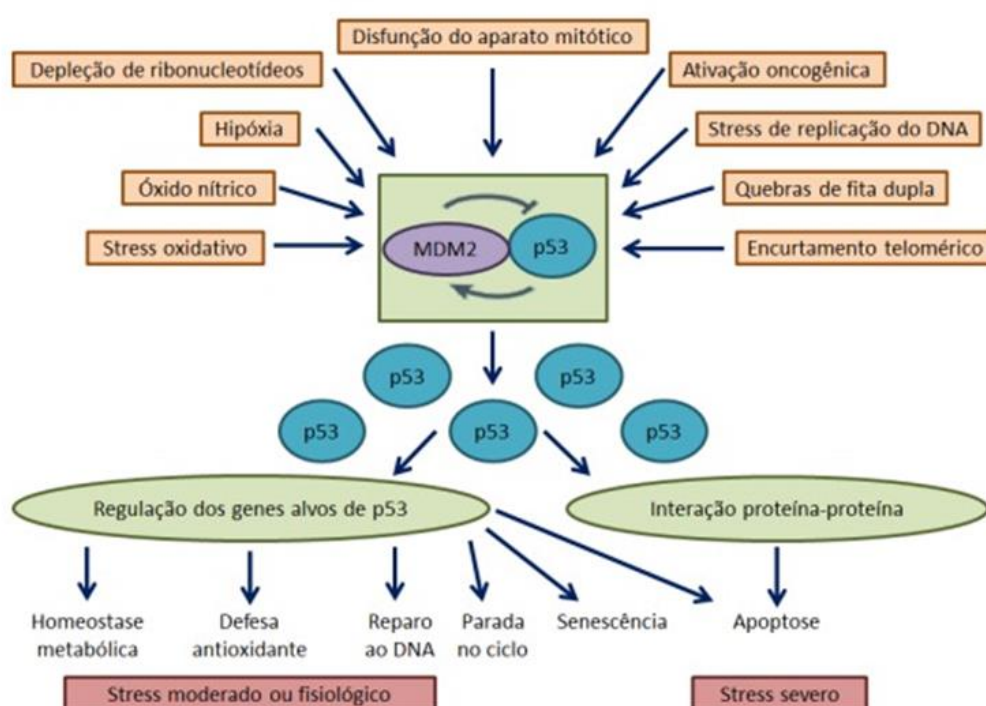 Disfunção do aparato mitótico
Depleção de ribonucleotídeos
Ativação oncogênica
Hipóxia
Stress de replicação do DNA
Óxido nítrico
Quebras de fita dupla
Stress oxidativo
MDM2
p53
Encurtamento telomérico
p53
p53
p53
p53
p53
Regulação dos genes alvos de p53
Interação proteína-proteína
Homeostase
metabólica
Defesa
antioxidante
Reparo
ao DNA
Parada
no ciclo
Senescência
Apoptose
Stress moderado ou fisiológico
Stress severo